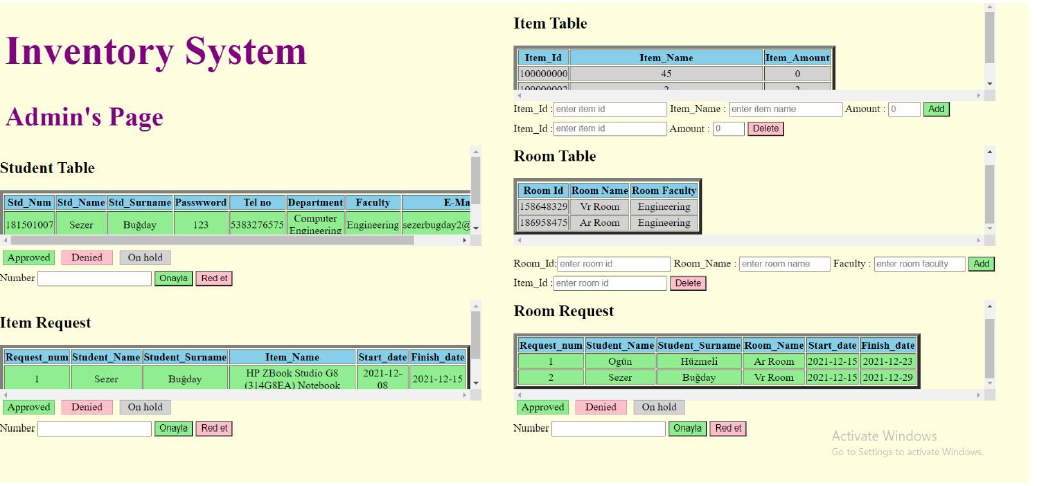 Inventory System
Admin's Page
Student Table
Std_Num Std_Name Std_Surname Passwword Tel no Department Faculty E-Ma
181501007 Sezer Buğday 123 5383276575 Computer Engineering Engineering sezerbugday2@
Approved Denied On hold
Number Onayla Red et
Item Request
Request_num Student_Name Student_Surname Item_Name Start_date Finish_date
1 Sezer Buğday HP ZBook Studio G8 (314G8EA) Notebook 2021-12-08 2021-12-15
Approved Denied On hold
Number Onayla Red et
Item Table
Item_Id Item_Name Item_Amount
100000000 45 0
Item_Id : enter item id Item_Name : enter item name Amount : 0 Add
Item_Id : enter item id Amount : 0 Delete
Room Table
Room Id Room Name Room Faculty
158648329 Vr Room Engineering
186958475 Ar Room Engineering
Room_Id: enter room id Room_Name : enter room name Faculty : enter room faculty Add
Item_Id : enter room id Delete
Room Request
Request_num Student_Name Student_Surname Room_Name Start_date Finish_date
1 Ogün Hüzmeli Ar Room 2021-12-15 2021-12-23
2 Sezer Buğday Vr Room 2021-12-15 2021-12-29
Approved Denied On hold
Number Onayla Red et
Activate Windows
Go to Settings to activate Windows.